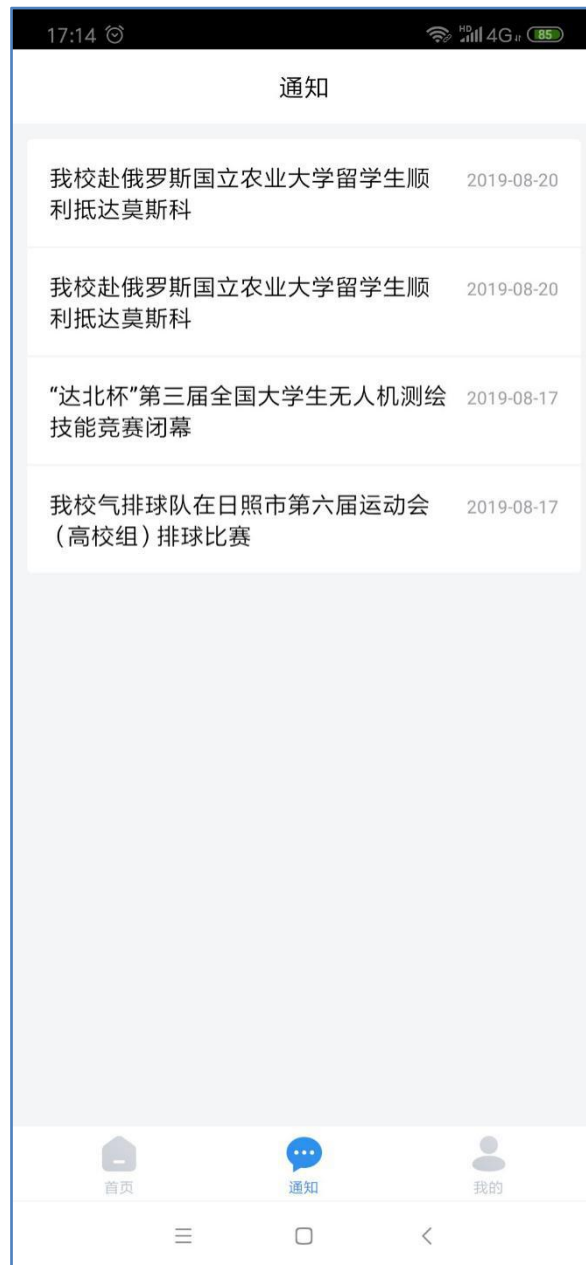 17:14 HD 4G 85
通知
我校赴俄罗斯国立农业大学留学生顺 2019-08-20
利抵达莫斯科
我校赴俄罗斯国立农业大学留学生顺 2019-08-20
利抵达莫斯科
“达北杯”第三届全国大学生无人机测绘 2019-08-17
技能竞赛闭幕
我校气排球队在日照市第六届运动会 2019-08-17
（高校组）排球比赛
首页 通知 我的